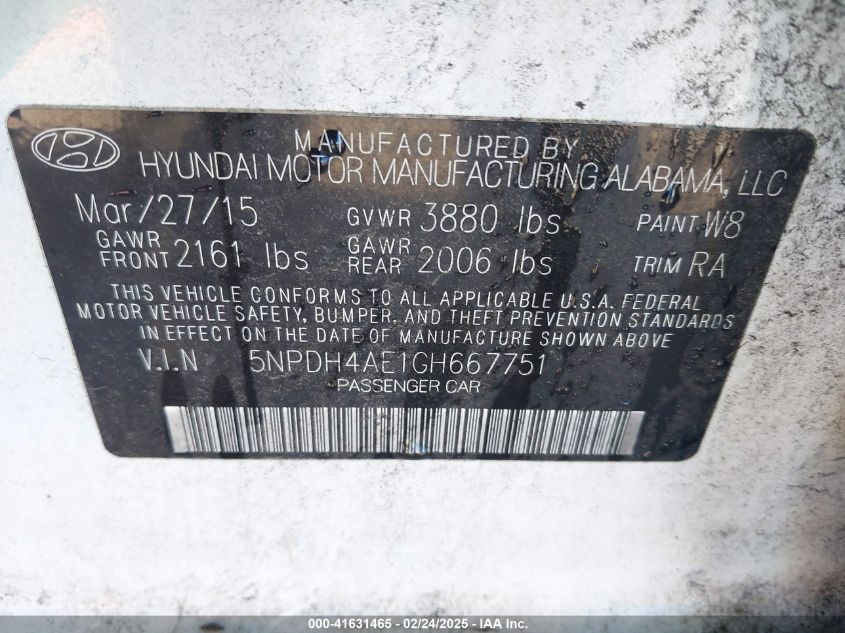 MANUFACTURED BY
HYUNDAI MOTOR MANUFACTURING ALABAMA, LLC
Mar/27/15 GVWR 3880 lbs PAINT W8
GAWR FRONT 2161 lbs GAWR REAR 2006 lbs TRIM RA
THIS VEHICLE CONFORMS TO ALL APPLICABLE U.S.A. FEDERAL
MOTOR VEHICLE SAFETY, BUMPER, AND THEFT PREVENTION STANDARDS
IN EFFECT ON THE DATE OF MANUFACTURE SHOWN ABOVE
V.I.N 5NPDH4AE1GH667751
PASSENGER CAR
000-41631465 - 02/24/2025 - IAA Inc.